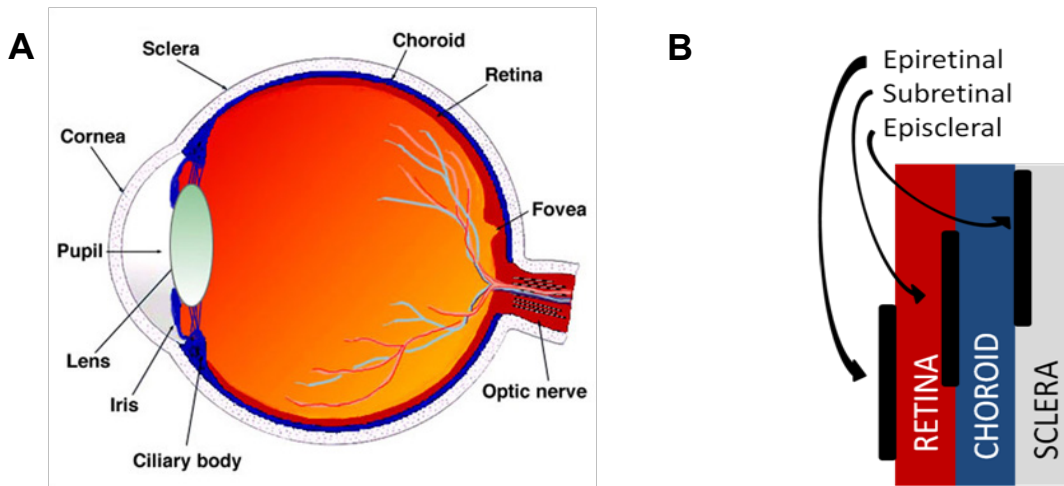 A
Sclera
Choroid
Retina
Cornea
Fovea
Pupil
Lens
Optic nerve
Iris
Ciliary body
B
Epiretinal
Subretinal
Episcleral
RETINA
CHOROID
SCLERA